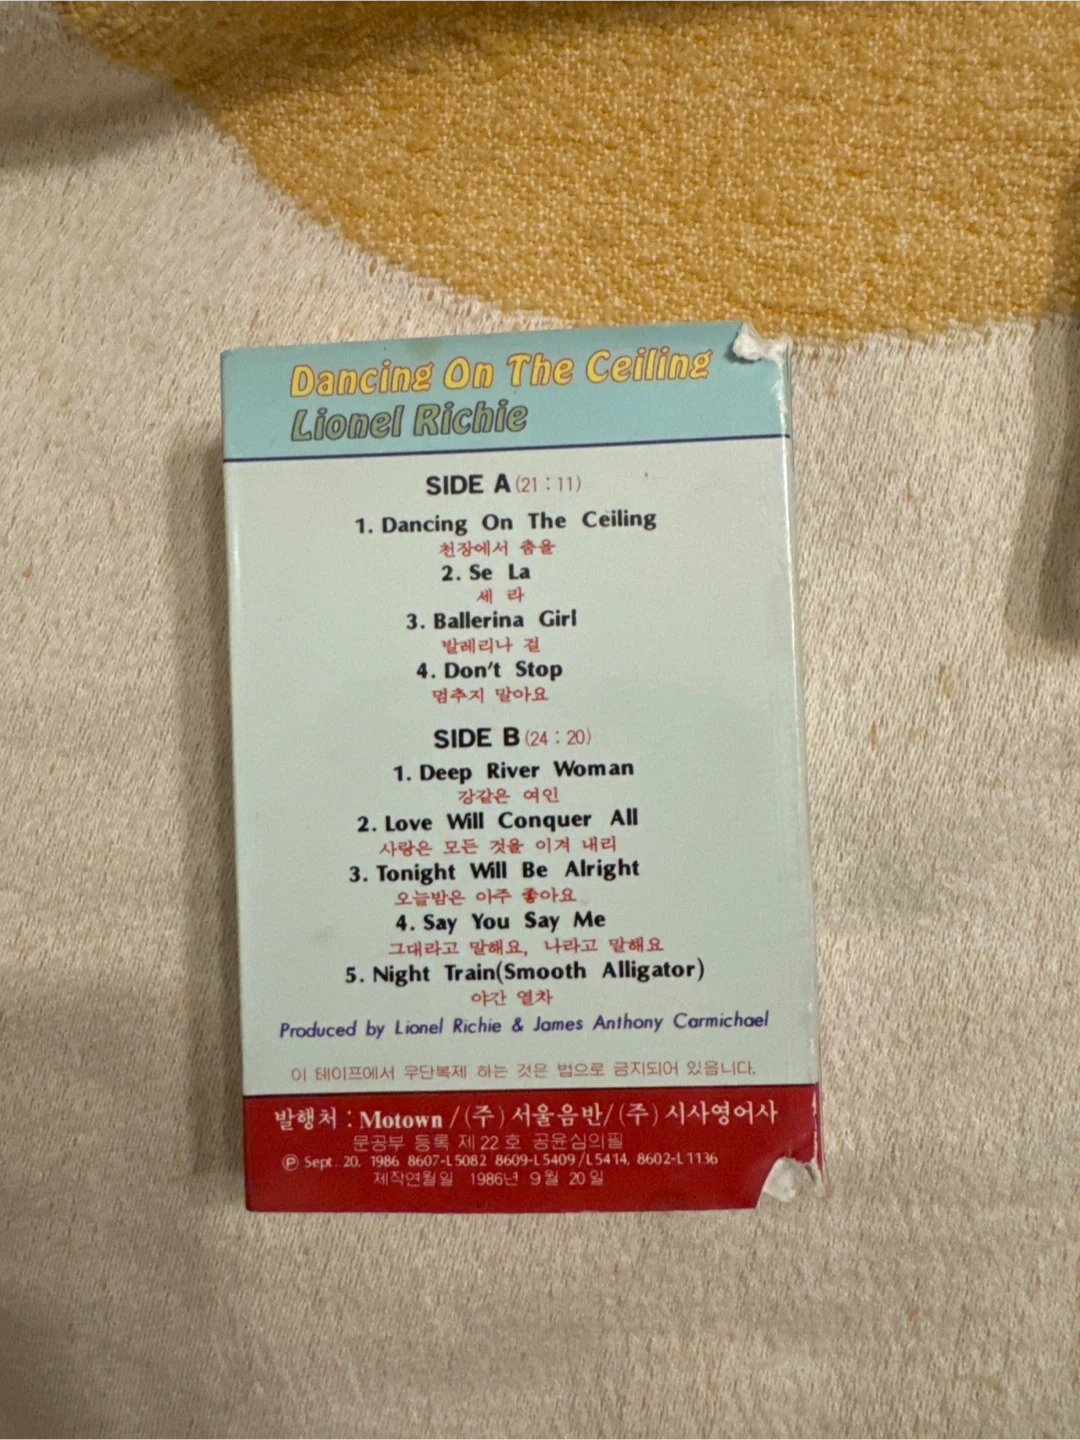 Dancing On The Ceiling
Lionel Richie
SIDE A (21 : 11)
1. Dancing On The Ceiling
천장에서 춤을
2. Se La
세 라
3. Ballerina Girl
발레리나 걸
4. Don't Stop
멈추지 말아요
SIDE B (24 : 20)
1. Deep River Woman
강같은 여인
2. Love Will Conquer All
사랑은 모든 것을 이겨 내리
3. Tonight Will Be Alright
오늘밤은 아주 좋아요
4. Say You Say Me
그대라고 말해요, 나라고 말해요
5. Night Train(Smooth Alligator)
야간 열차
Produced by Lionel Richie & James Anthony Carmichael
이 테이프에서 무단복제 하는 것은 법으로 금지되어 있읍니다.
발행처 : Motown / (주) 서울음반/ (주) 시사영어사
문공부 등록 제 22 호 공윤심의필
Ⓟ Sept. 20, 1986 8607-L5082 8609-L5409/L5414, 8602-L1136
제작연월일 1986년 9월 20일